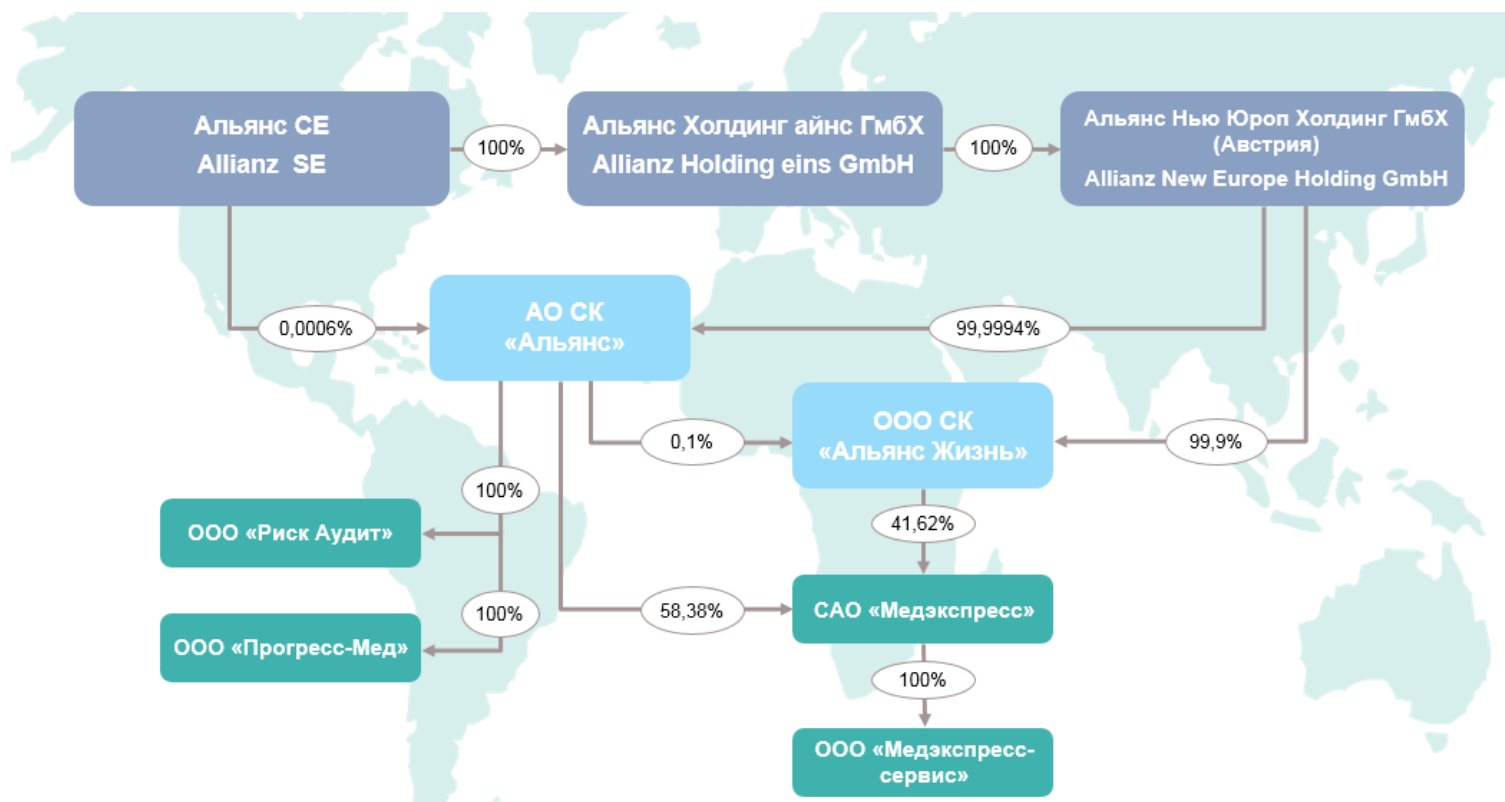 Альянс СЕ
Allianz SE
100%
Альянс Холдинг айнс ГмбХ
Allianz Holding eins GmbH
100%
Альянс Нью Юроп Холдинг ГмбХ
(Австрия)
Allianz New Europe Holding GmbH
0,0006%
АО СК
«Альянс»
99,9994%
0,1%
ООО СК
«Альянс Жизнь»
99,9%
100%
ООО «Риск Аудит»
41,62%
100%
58,38%
САО «Медэкспресс»
ООО «Прогресс-Мед»
100%
ООО «Медэкспресс-
сервис»